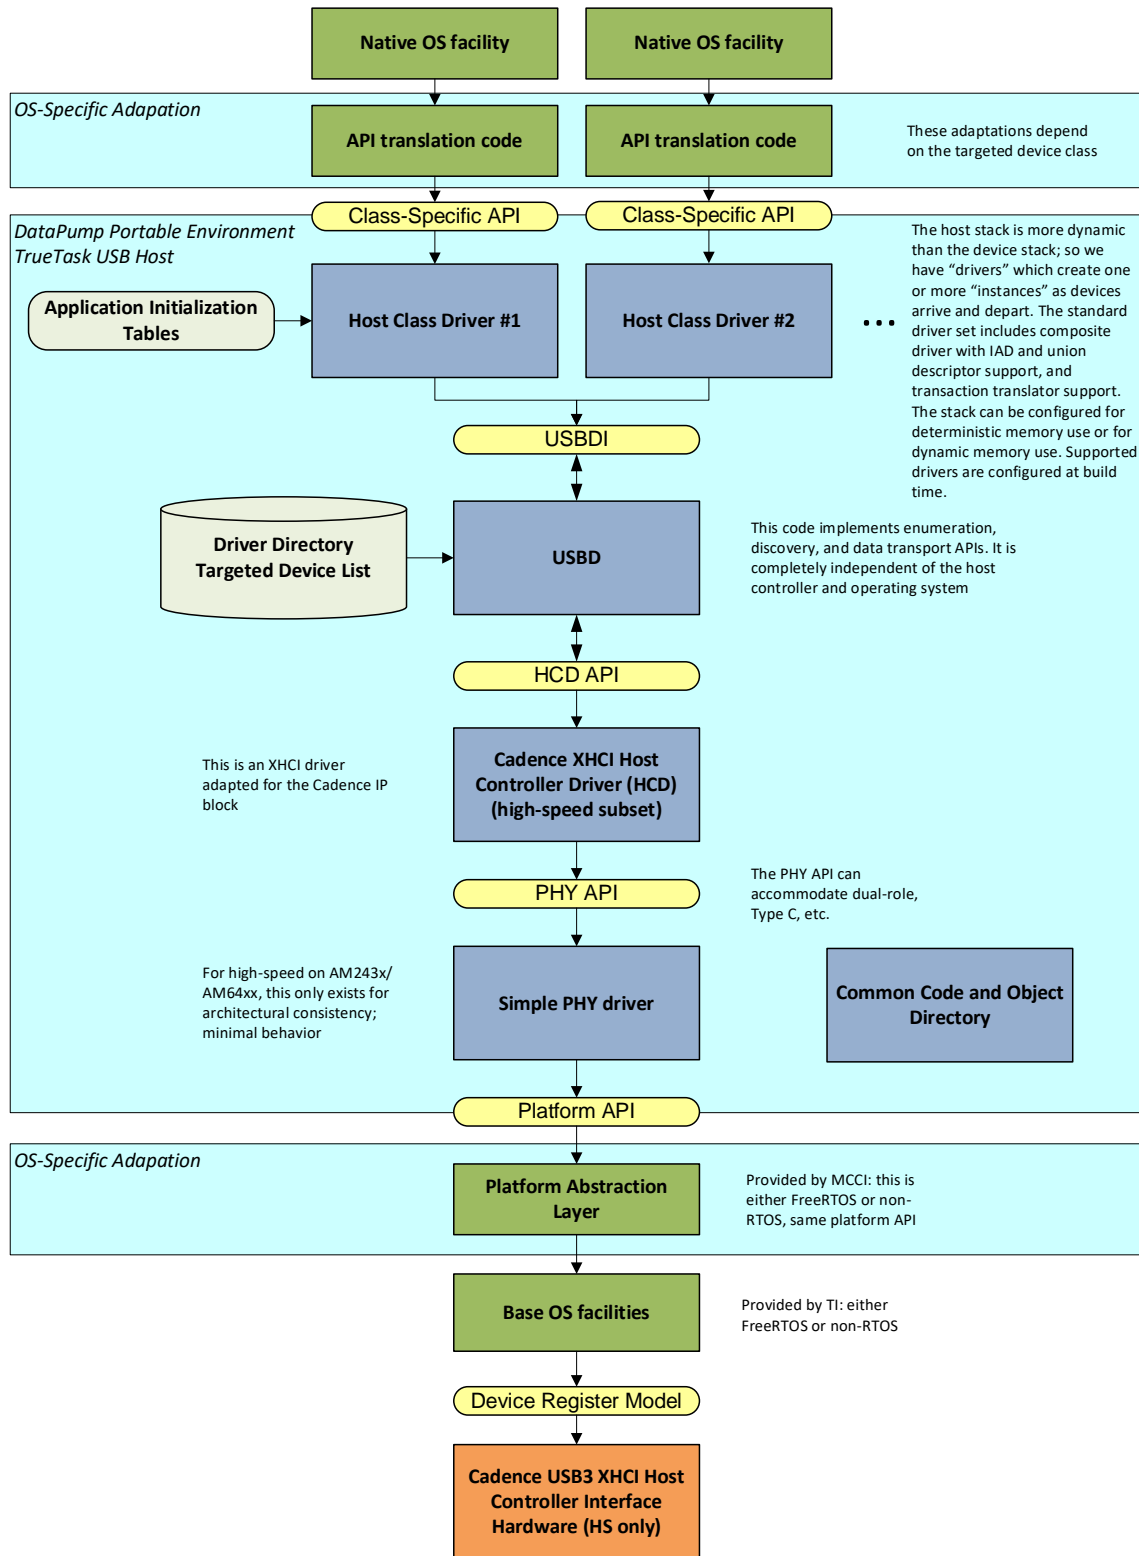 Native OS facility
Native OS facility
OS-Specific Adapation
API translation code
API translation code
These adaptations depend
on the targeted device class
Class-Specific API
Class-Specific API
DataPump Portable Environment
TrueTask USB Host
The host stack is more dynamic
than the device stack; so we
have “drivers” which create one
or more “instances” as devices
arrive and depart. The standard
driver set includes composite
driver with IAD and union
descriptor support, and
transaction translator support.
The stack can be configured for
deterministic memory use or for
dynamic memory use. Supported
drivers are configured at build
time.
Application Initialization
Tables
Host Class Driver #1
Host Class Driver #2
...
USBDI
Driver Directory
Targeted Device List
USBD
This code implements enumeration,
discovery, and data transport APIs. It is
completely independent of the host
controller and operating system
HCD API
This is an XHCI driver
adapted for the Cadence IP
block
Cadence XHCI Host
Controller Driver (HCD)
(high-speed subset)
PHY API
The PHY API can
accommodate dual-role,
Type C, etc.
For high-speed on AM243x/
AM64xx, this only exists for
architectural consistency;
minimal behavior
Simple PHY driver
Common Code and Object
Directory
Platform API
OS-Specific Adapation
Platform Abstraction
Layer
Provided by MCCI: this is
either FreeRTOS or non-
RTOS, same platform API
Base OS facilities
Provided by TI: either
FreeRTOS or non-RTOS
Device Register Model
Cadence USB3 XHCI Host
Controller Interface
Hardware (HS only)